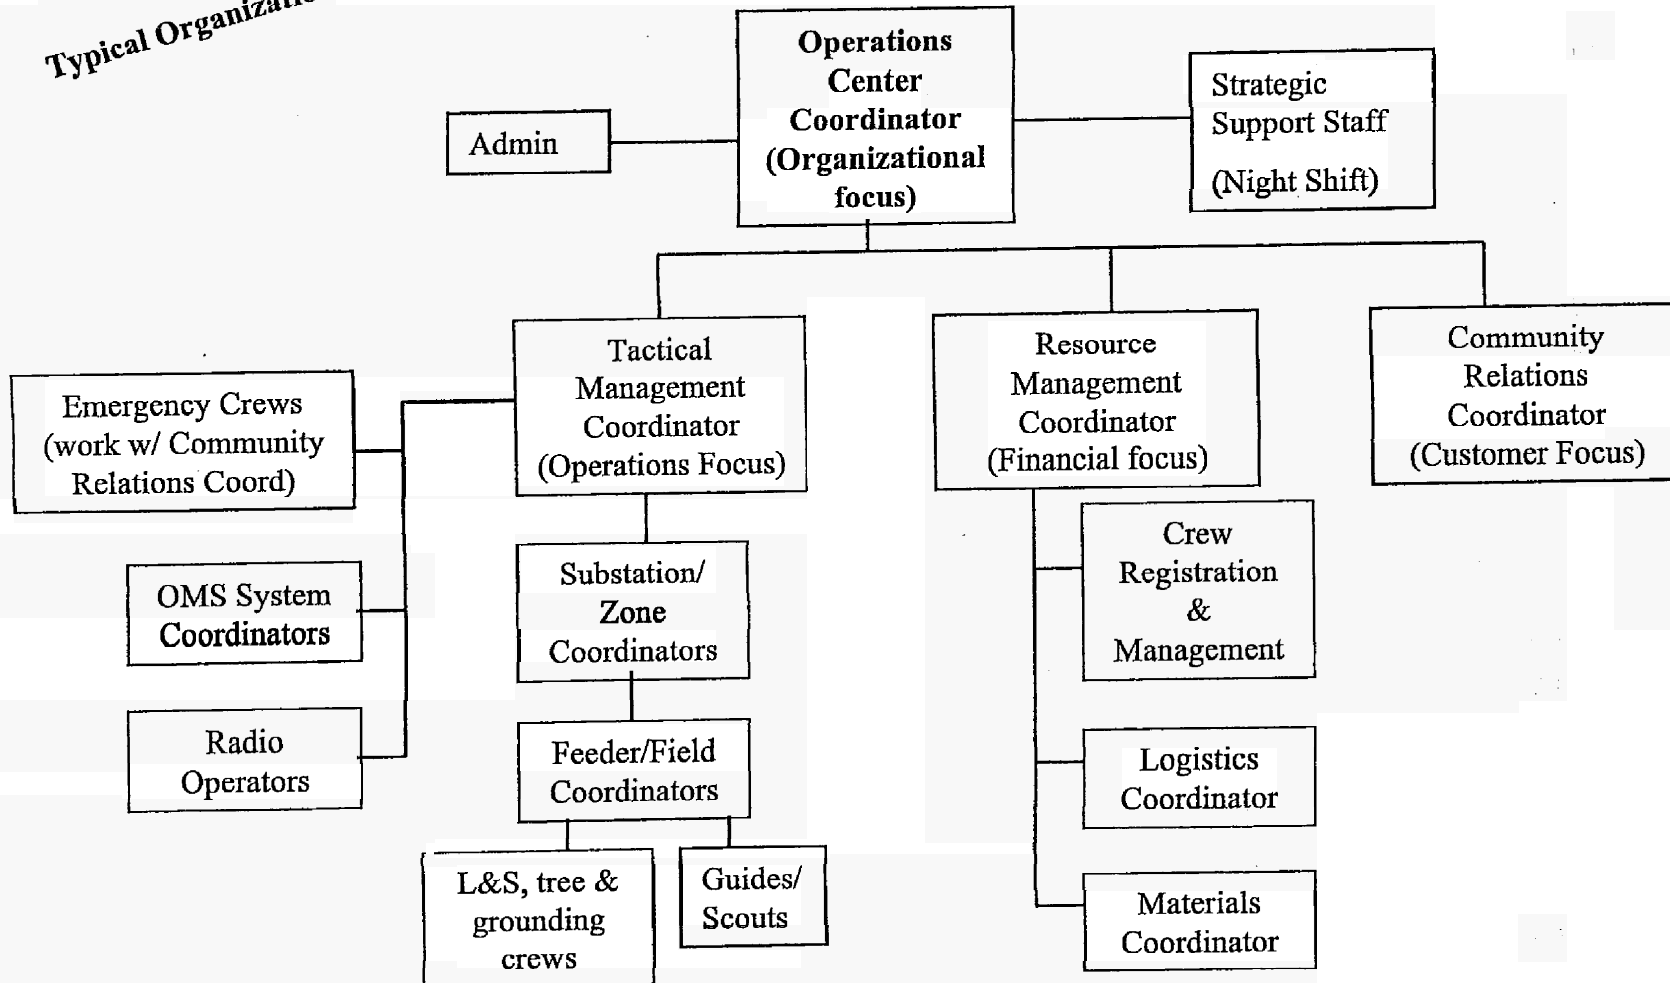 Typical
Operations
Center
Coordinator
(Organizational
focus)
Admin
Strategic
Support Staff
(Night Shift)
Tactical
Management
Coordinator
(Operations Focus)
Resource
Management
Coordinator
(Financial focus)
Community
Relations
Coordinator
(Customer Focus)
Emergency Crews
(work w/ Community
Relations Coord)
OMS System
Coordinators
Radio
Operators
Substation/
Zone
Coordinators
Feeder/Field
Coordinators
L&S, tree &
grounding
crews
Guides/
Scouts
Crew
Registration
&
Management
Logistics
Coordinator
Materials
Coordinator